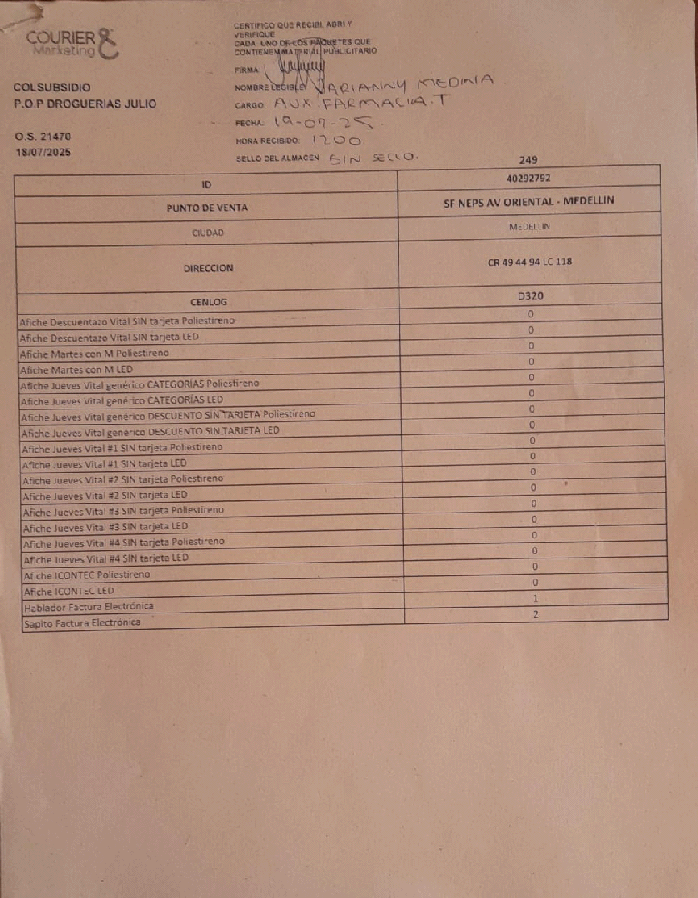 COURIER &
Marketing
CERTIFICO QUE RECIBI, ABRI Y
VERIFIQUE
CADA UNO DE LOS PAQUETES QUE
CONTIENEN MATERIAL PUBLICITARIO
FIRMA
NOMBRE LEGIBLE: YARIANNY MEDINA
CARGO AUX. FARMACIA.T
FECHA: 19-07-25.
HORA RECIBIDO: 1200
SELLO DEL ALMACEN SIN SELLO.
COLSUBSIDIO
P.O.P DROGUERIAS JULIO
O.S. 21470
18/07/2025
249
ID 40292792
PUNTO DE VENTA SF NEPS AV ORIENTAL - MEDELLIN
CIUDAD MEDELLIN
DIRECCION CR 49 44 94 LC 118
CENLOG D320
Afiche Descuentazo Vital SIN tarjeta Poliestireno 0
Afiche Descuentazo Vital SIN tarjeta LED 0
Afiche Martes con M Poliestireno 0
Afiche Martes con M LED 0
Afiche Jueves Vital genérico CATEGORÍAS Poliestireno 0
Afiche Jueves Vital genérico CATEGORÍAS LED 0
Afiche Jueves Vital genérico DESCUENTO SIN TARJETA Poliestireno 0
Afiche Jueves Vital genérico DESCUENTO SIN TARJETA LED 0
Afiche Jueves Vital #1 SIN tarjeta Poliestireno 0
Afiche Jueves Vital #1 SIN tarjeta LED 0
Afiche Jueves Vital #2 SIN tarjeta Poliestireno 0
Afiche Jueves Vital #2 SIN tarjeta LED 0
Afiche Jueves Vital #3 SIN tarjeta Poliestireno 0
Afiche Jueves Vital #3 SIN tarjeta LED 0
Afiche Jueves Vital #4 SIN tarjeta Poliestireno 0
Afiche Jueves Vital #4 SIN tarjeta LED 0
Afiche ICONTEC Poliestireno 0
Afiche ICONTEC LED 0
Hablador Factura Electrónica 1
Sapito Factura Electrónica 2